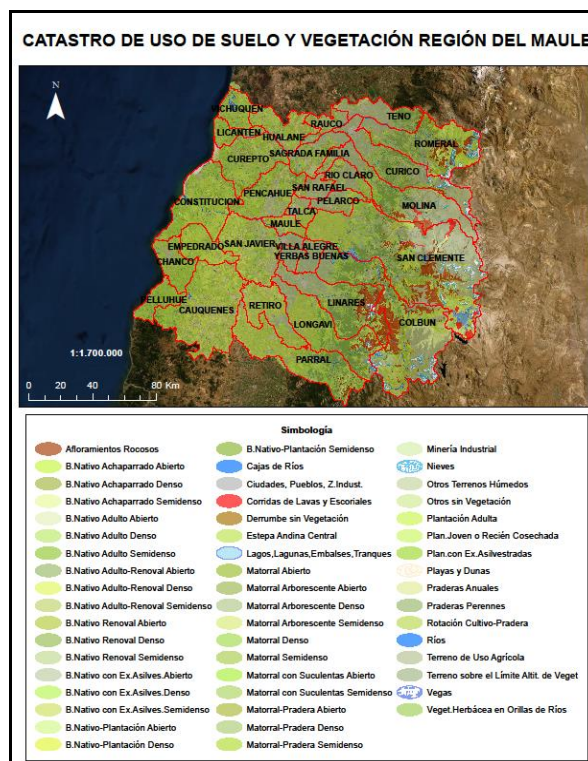 CATASTRO DE USO DE SUELO Y VEGETACIÓN REGIÓN DEL MAULE
N
VICHUQUEN
TENO
RAUCO
LICANTEN
HUALANE
ROMERAL
SAGRADA FAMILIA
CUREPTO
RIO CLARO
CURICO
SAN RAFAEL
PENCAHUE
PELARCO
CONSTITUCION
MOLINA
TALCA
MAULE
EMPEDRADO
SAN JAVIER
VILLA ALEGRE
YERBAS BUENAS
SAN CLEMENTE
CHANCO
PELLUHUE
CAUQUENES
RETIRO
LINARES
LONGAVI
COLBUN
1:1.700.000
PARRAL
0 20 40 80 Km
Simbología
Afloramientos Rocosos
B.Nativo Achaparrado Abierto
B.Nativo Achaparrado Denso
B.Nativo Achaparrado Semidenso
B.Nativo Adulto Abierto
B.Nativo Adulto Denso
B.Nativo Adulto Semidenso
B.Nativo Adulto-Renoval Abierto
B.Nativo Adulto-Renoval Denso
B.Nativo Adulto-Renoval Semidenso
B.Nativo Renoval Abierto
B.Nativo Renoval Denso
B.Nativo Renoval Semidenso
B.Nativo con Ex.Asilves.Abierto
B.Nativo con Ex.Asilves.Denso
B.Nativo con Ex.Asilves.Semidenso
B.Nativo-Plantación Abierto
B.Nativo-Plantación Denso
B.Nativo-Plantación Semidenso
Cajas de Ríos
Ciudades, Pueblos, Z.Indust.
Corridas de Lavas y Escoriales
Derrumbe sin Vegetación
Estepa Andina Central
Lagos,Lagunas,Embalses,Tranques
Matorral Abierto
Matorral Arborescente Abierto
Matorral Arborescente Denso
Matorral Arborescente Semidenso
Matorral Denso
Matorral Semidenso
Matorral con Suculentas Abierto
Matorral con Suculentas Semidenso
Matorral-Pradera Abierto
Matorral-Pradera Denso
Matorral-Pradera Semidenso
Minería Industrial
Nieves
Otros Terrenos Húmedos
Otros sin Vegetación
Plantación Adulta
Plan.Joven o Recién Cosechada
Plan.con Ex.Asilvestradas
Playas y Dunas
Praderas Anuales
Praderas Perennes
Rotación Cultivo-Pradera
Ríos
Terreno de Uso Agrícola
Terreno sobre el Límite Altit. de Veget
Vegas
Veget.Herbácea en Orillas de Ríos